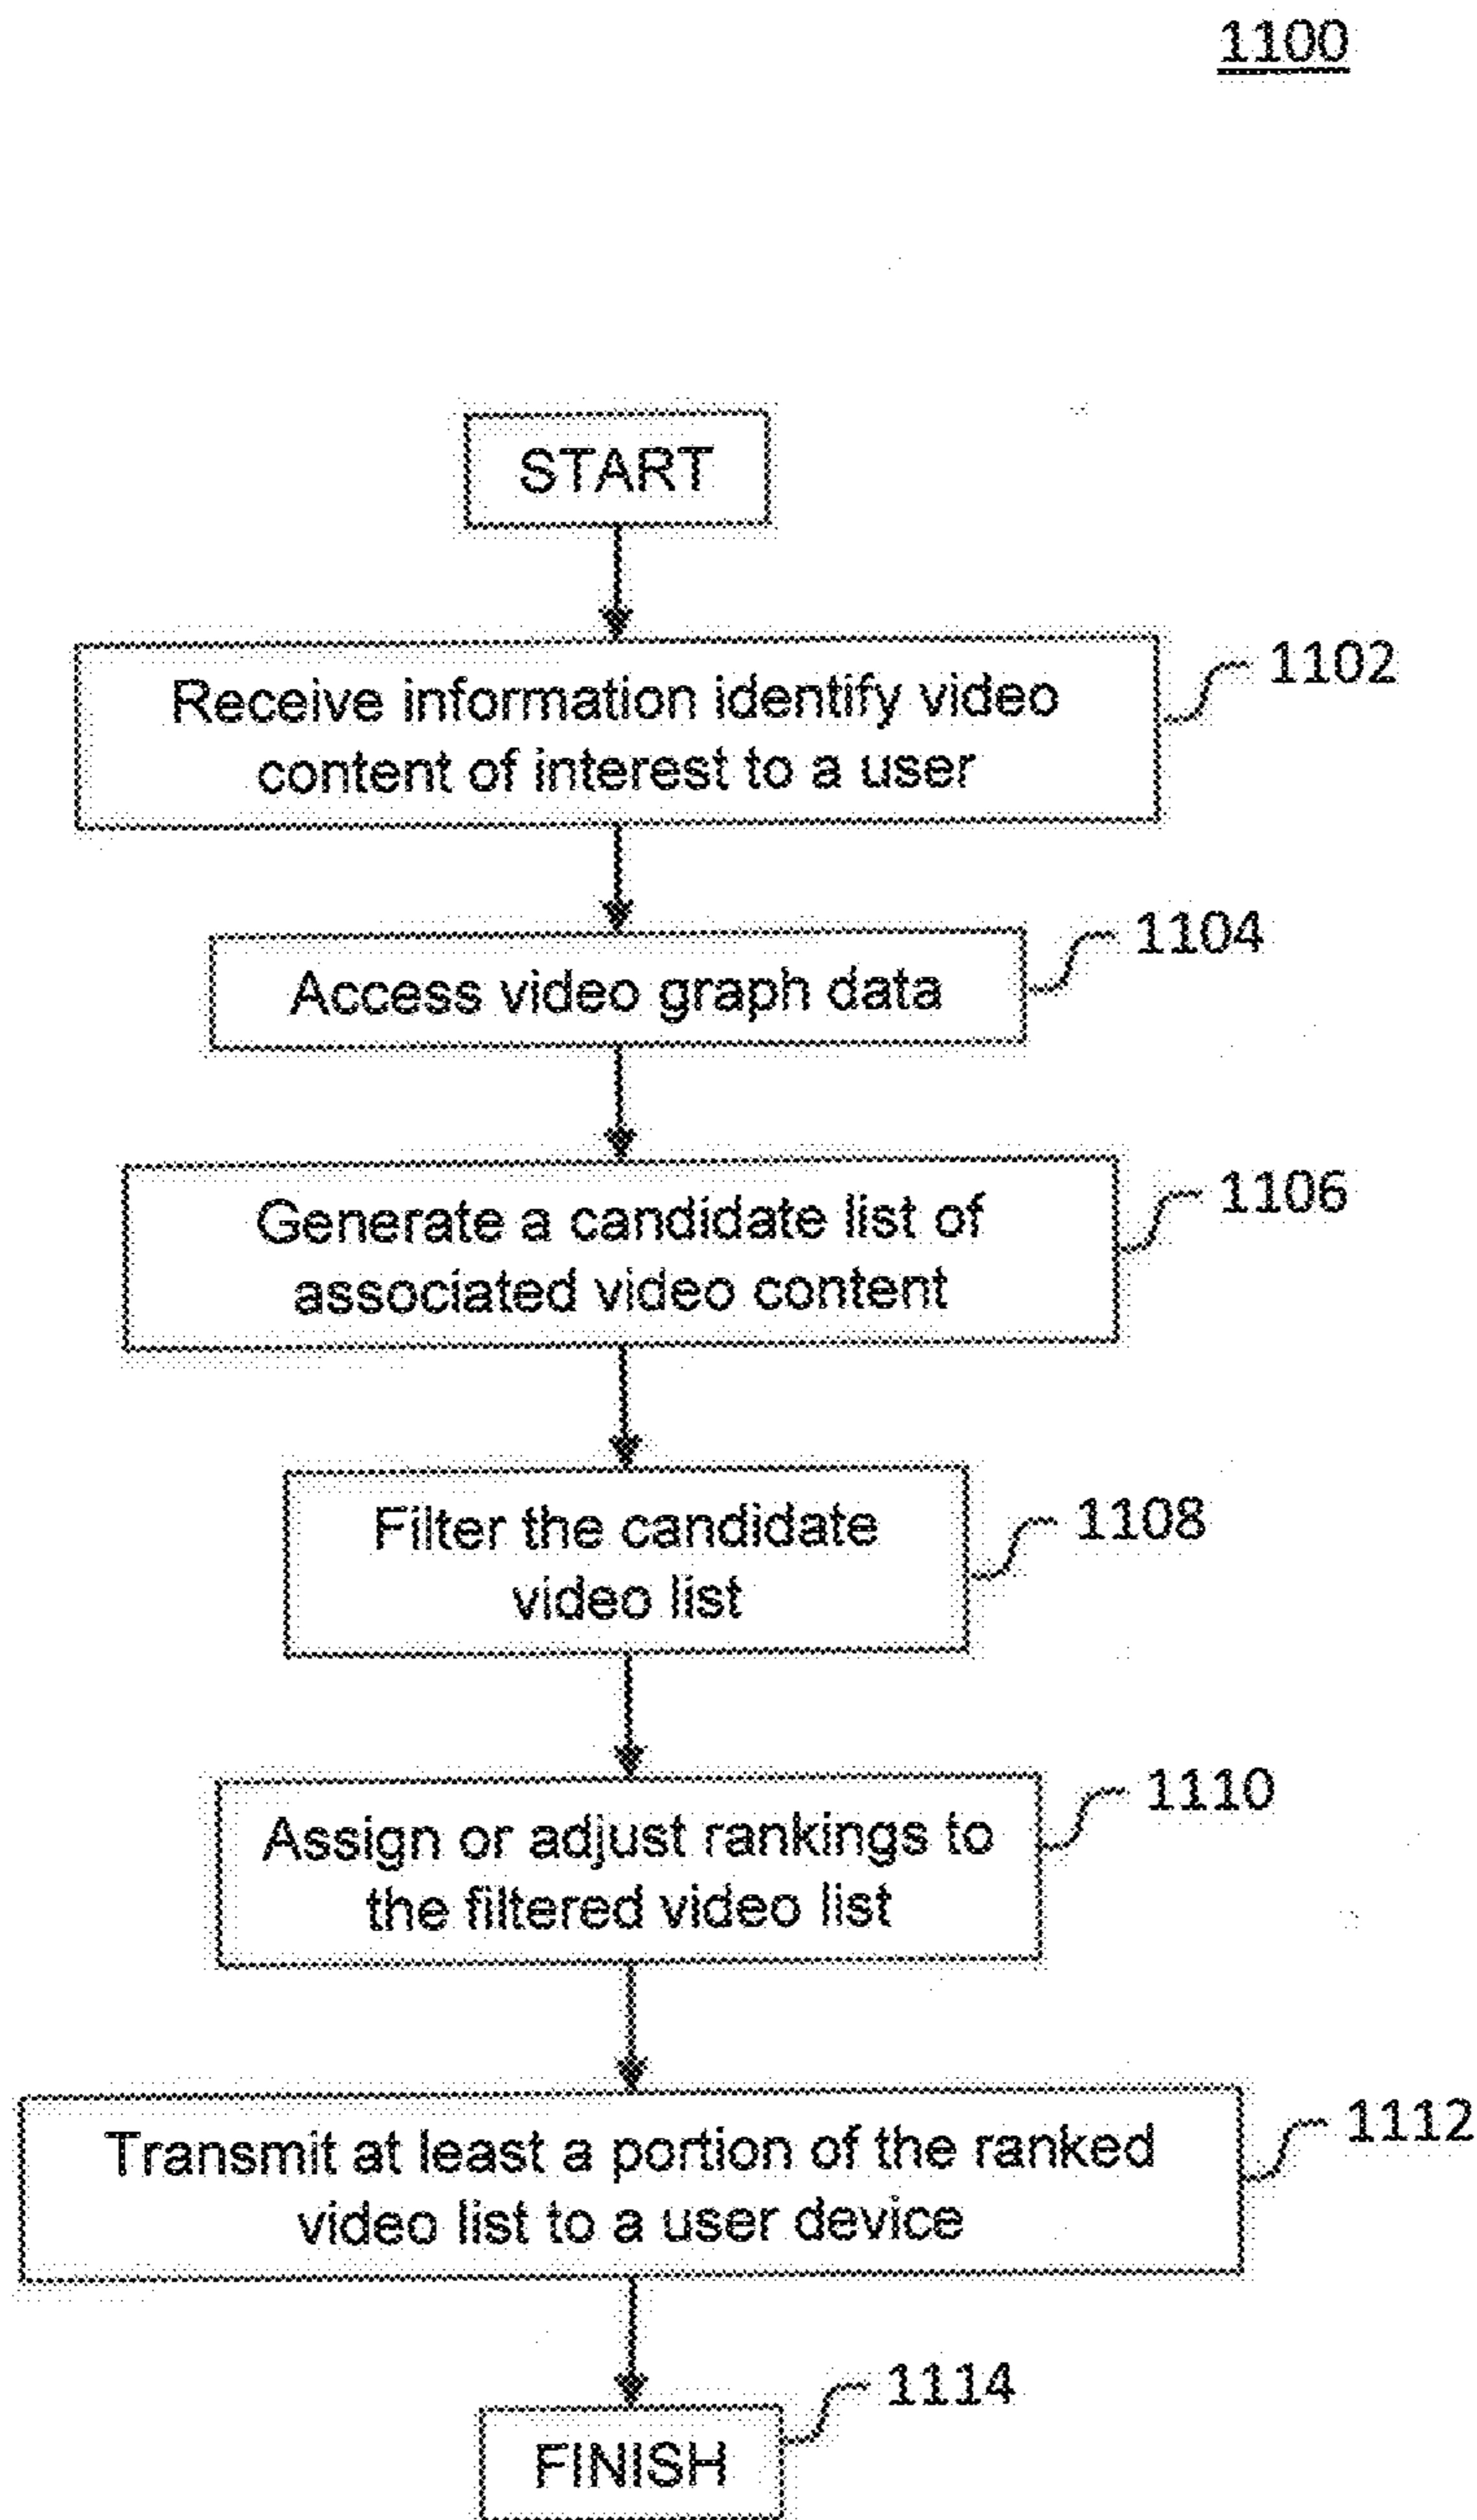 1100
START
Receive information identify video
content of interest to a user
1102
Access video graph data
1104
Generate a candidate list of
associated video content
1106
Filter the candidate
video list
1108
Assign or adjust rankings to
the filtered video list
1110
Transmit at least a portion of the ranked
video list to a user device
1112
FINISH
1114